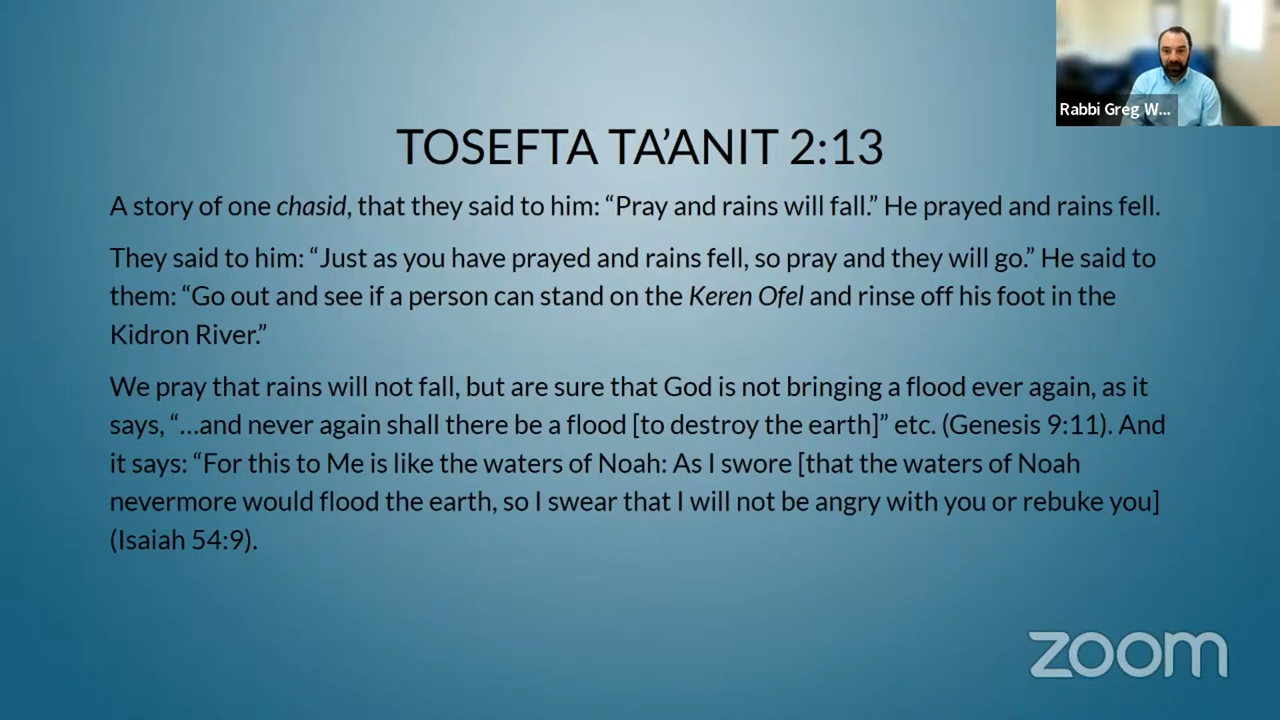 Rabbi Greg W...
TOSEFTA TA’ANIT 2:13
A story of one chasid, that they said to him: “Pray and rains will fall.” He prayed and rains fell.
They said to him: “Just as you have prayed and rains fell, so pray and they will go.” He said to
them: “Go out and see if a person can stand on the Keren Ofel and rinse off his foot in the
Kidron River.”
We pray that rains will not fall, but are sure that God is not bringing a flood ever again, as it
says, “…and never again shall there be a flood [to destroy the earth]” etc. (Genesis 9:11). And
it says: “For this to Me is like the waters of Noah: As I swore [that the waters of Noah
nevermore would flood the earth, so I swear that I will not be angry with you or rebuke you]
(Isaiah 54:9).
zoom